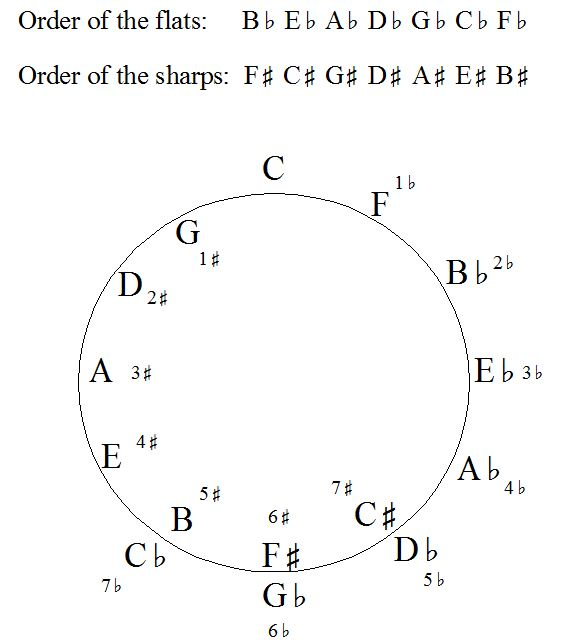 Order of the flats: B♭ E♭ A♭ D♭ G♭ C♭ F♭
Order of the sharps: F♯ C♯ G♯ D♯ A♯ E♯ B♯
C
F 1♭
G
1♯
B♭ 2♭
D 2♯
A 3♯
E♭ 3♭
E 4♯
A♭ 4♭
B 5♯
6♯
7♯
C♯
C♭
7♭
F♯
D♭
5♭
G♭
6♭